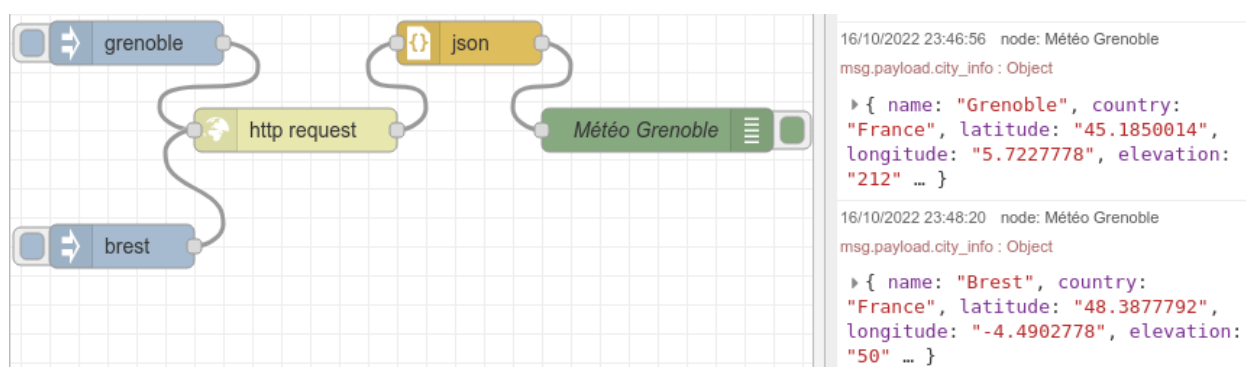 grenoble
json
http request
Météo Grenoble
brest
16/10/2022 23:46:56 node: Météo Grenoble
msg.payload.city_info : Object
{ name: "Grenoble", country:
"France", latitude: "45.1850014",
longitude: "5.7227778", elevation:
"212" … }
16/10/2022 23:48:20 node: Météo Grenoble
msg.payload.city_info : Object
{ name: "Brest", country:
"France", latitude: "48.3877792",
longitude: "-4.4902778", elevation:
"50" … }